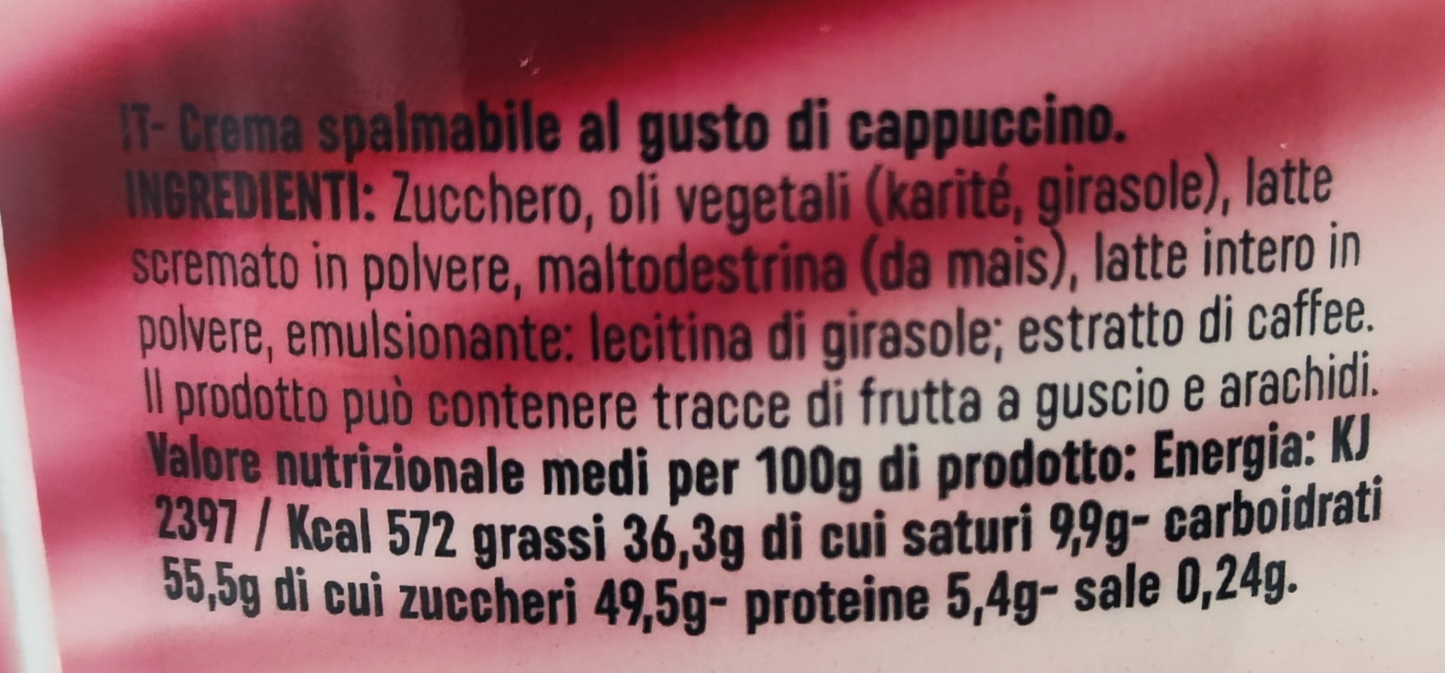 IT- Crema spalmabile al gusto di cappuccino.
INGREDIENTI: Zucchero, oli vegetali (karité, girasole), latte
scremato in polvere, maltodestrina (da mais), latte intero in
polvere, emulsionante: lecitina di girasole; estratto di caffee.
Il prodotto può contenere tracce di frutta a guscio e arachidi.
Valore nutrizionale medi per 100g di prodotto: Energia: KJ
2397 / Kcal 572 grassi 36,3g di cui saturi 9,9g- carboidrati
55,5g di cui zuccheri 49,5g- proteine 5,4g- sale 0,24g.